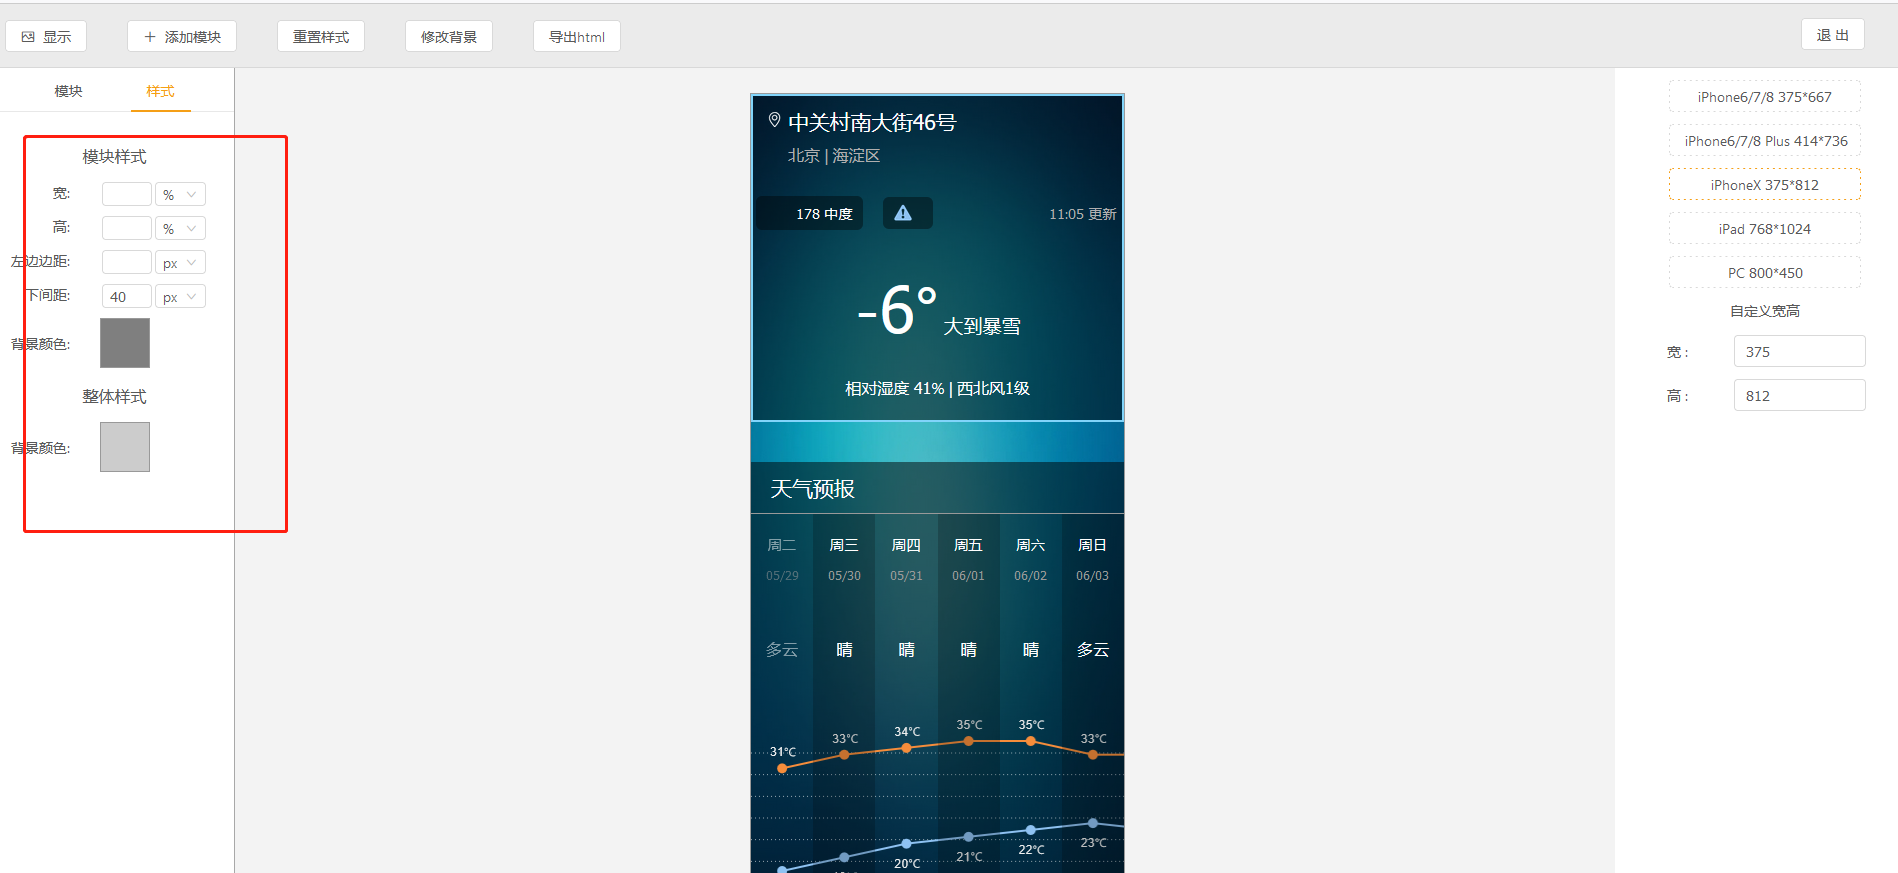 显示
添加模块
重置样式
修改背景
导出html
退 出
模块
样式
模块样式
宽:
%
高:
%
左边边距:
px
下间距:
40
px
背景颜色:
整体样式
背景颜色:
中关村南大街46号
北京 | 海淀区
178 中度
11:05 更新
-6°
大到暴雪
相对湿度 41% | 西北风1级
天气预报
周二 周三 周四 周五 周六 周日
05/29 05/30 05/31 06/01 06/02 06/03
多云 晴 晴 晴 晴 多云
31℃ 33℃ 34℃ 35℃ 35℃ 33℃
20℃ 21℃ 22℃ 23℃
iPhone6/7/8 375*667
iPhone6/7/8 Plus 414*736
iPhoneX 375*812
iPad 768*1024
PC 800*450
自定义宽高
宽 :
375
高 :
812